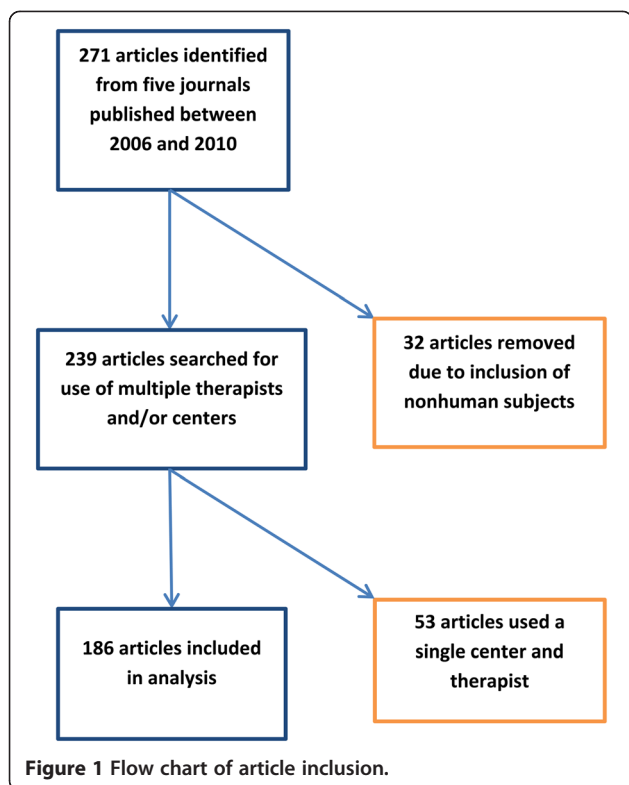 271 articles identified
from five journals
published between
2006 and 2010
239 articles searched for
use of multiple therapists
and/or centers
32 articles removed
due to inclusion of
nonhuman subjects
186 articles included
in analysis
53 articles used a
single center and
therapist
Figure 1 Flow chart of article inclusion.